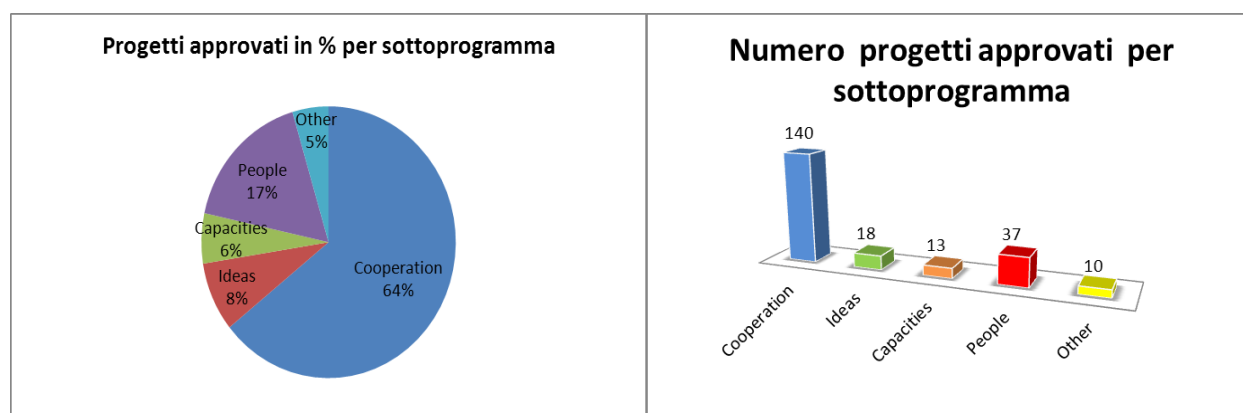 Progetti approvati in % per sottoprogramma
Other
5%
People
17%
Capacities
6%
Ideas
8%
Cooperation
64%
Numero progetti approvati per
sottoprogramma
140
18
13
37
10
Cooperation
Ideas
Capacities
People
Other